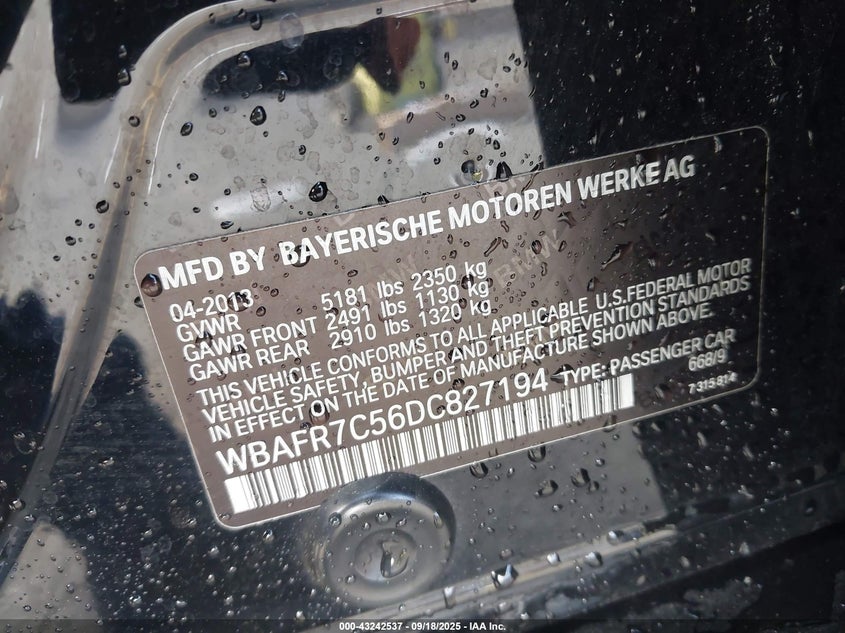 MFD BY BAYERISCHE MOTOREN WERKE AG
04-2013
GVWR 5181 lbs 2350 kg
GAWR FRONT 2491 lbs 1130 kg
GAWR REAR 2910 lbs 1320 kg
THIS VEHICLE CONFORMS TO ALL APPLICABLE U.S.FEDERAL MOTOR
VEHICLE SAFETY, BUMPER AND THEFT PREVENTION STANDARDS
IN EFFECT ON THE DATE OF MANUFACTURE SHOWN ABOVE.
WBAFR7C56DC827194 TYPE: PASSENGER CAR
668/9
7 315 814
000-43242537 - 09/18/2025 - IAA Inc.